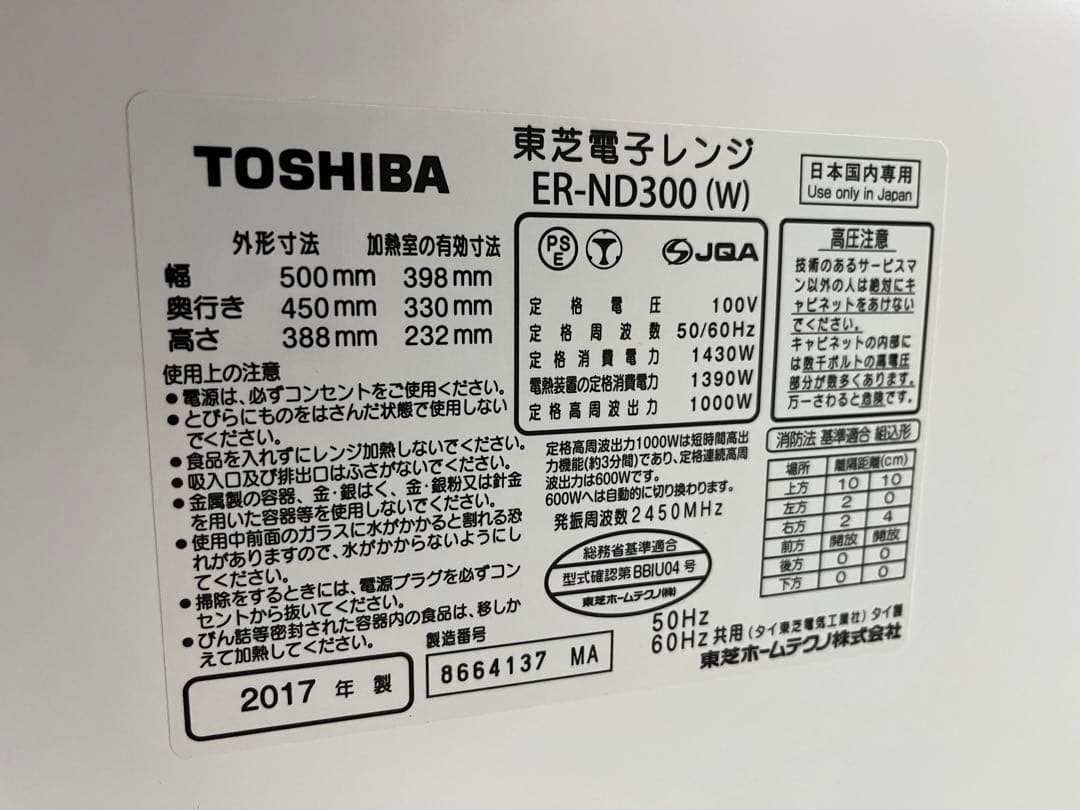 TOSHIBA
東芝電子レンジ
ER-ND300 (W)
日本国内専用
Use only in Japan
外形寸法 加熱室の有効寸法
幅 500mm 398mm
奥行き 450mm 330mm
高さ 388mm 232mm
使用上の注意
●電源は、必ずコンセントをご使用ください。
●とびらにものをはさんだ状態で使用しない
でください。
●食品を入れずにレンジ加熱しないでください。
●吸入口及び排出口はふさがないでください。
●金属製の容器、金・銀はく、金・銀粉又は針金
を用いた容器等を使用しないでください。
●使用中前面のガラスに水がかかると割れる恐
れがありますので、水がかからないようにし
てください。
●掃除をするときには、電源プラグを必ずコン
セントから抜いてください。
●びん詰等密封された容器内の食品は、移しか
えて加熱してください。
2017 年 製
製造番号
8664137 MA
PS
E
JQA
定格電圧 100V
定格周波数 50/60Hz
定格消費電力 1430W
電熱装置の定格消費電力 1390W
定格高周波出力 1000W
定格高周波出力1000Wは短時間高出
力機能(約3分間)であり、定格連続高周
波出力は600Wです。
600Wへは自動的に切り換わります。
発振周波数2450MHz
総務省基準適合
型式確認第BBIU04号
東芝ホームテクノ(株)
高圧注意
技術のあるサービスマ
ン以外の人は絶対にキ
ャビネットをあけない
でください。
キャビネットの内部に
は数千ボルトの高電圧
部分が数多くあります。
万一さわると危険です。
消防法 基準適合 組込形
場所 離隔距離(cm)
上方 10 10
左方 2 0
右方 2 4
前方 開放 開放
後方 0 0
下方 0 0
50Hz
60Hz 共用 (タイ東芝電気工業社) タイ製
東芝ホームテクノ株式会社